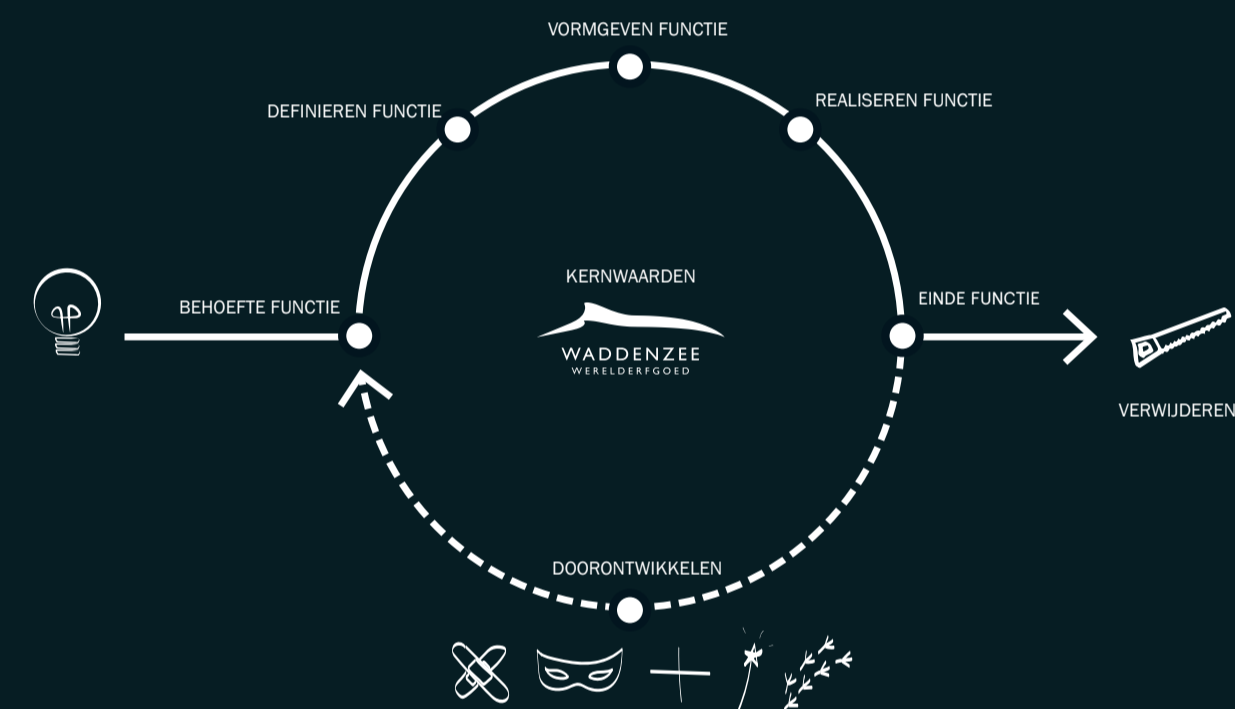 VORMGEVEN FUNCTIE
DEFINIEREN FUNCTIE
REALISEREN FUNCTIE
KERNWAARDEN
BEHOEFTE FUNCTIE
EINDE FUNCTIE
WADDENZEE
WERELDERFGOED
VERWIJDEREN
DOORONTWIKKELEN